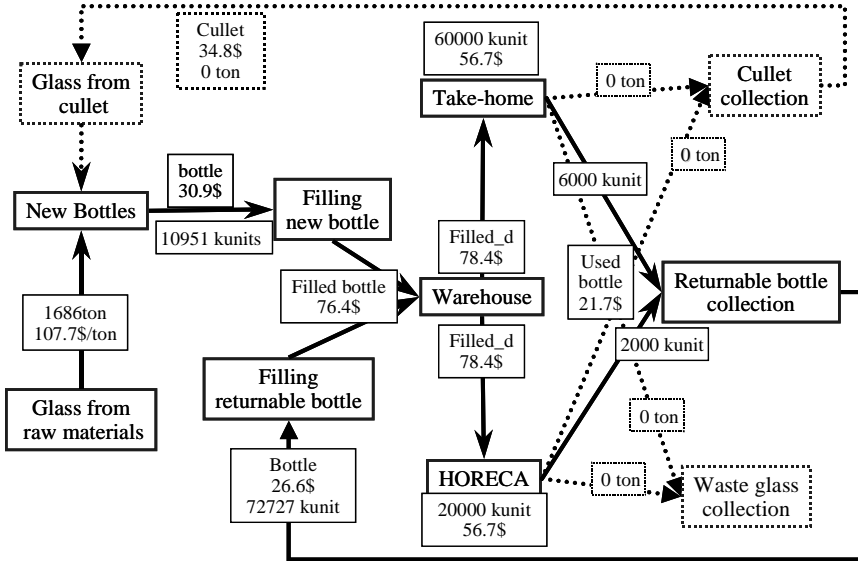 Cullet
34.8$
0 ton
60000 kunit
56.7$
Glass from
cullet
Take-home
0 ton
Cullet
collection
0 ton
bottle
30.9$
New Bottles
10951 kunits
Filling
new bottle
6000 kunit
Filled_d
78.4$
Used
bottle
21.7$
Returnable bottle
collection
Filled bottle
76.4$
Warehouse
1686ton
107.7$/ton
Filled_d
78.4$
2000 kunit
Filling
returnable bottle
Glass from
raw materials
0 ton
Bottle
26.6$
72727 kunit
HORECA
20000 kunit
56.7$
0 ton
Waste glass
collection